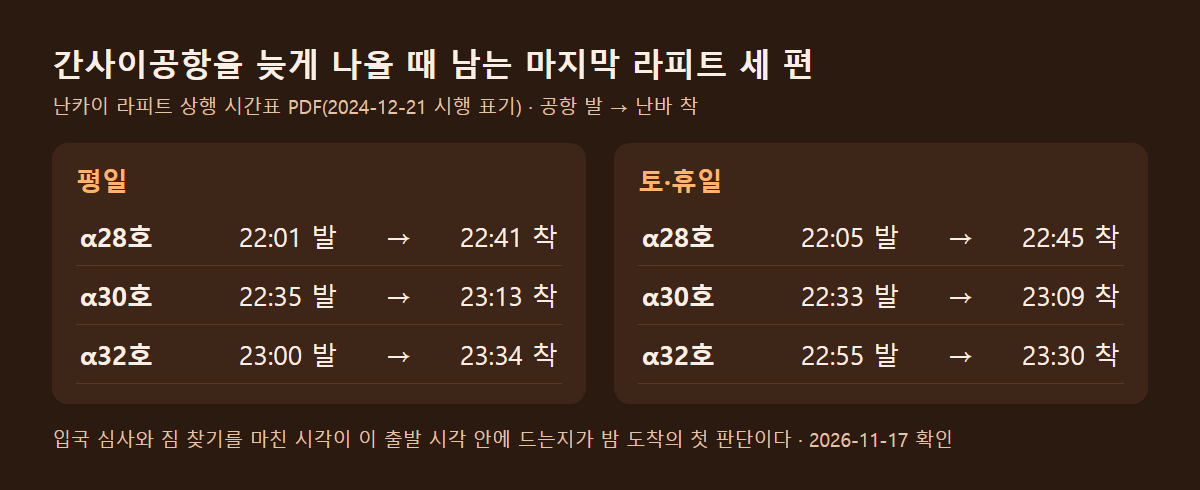 간사이공항을 늦게 나올 때 남는 마지막 라피트 세 편
난카이 라피트 상행 시간표 PDF(2024-12-21 시행 표기) · 공항 발 → 난바 착
평일
α28호 22:01 발 → 22:41 착
α30호 22:35 발 → 23:13 착
α32호 23:00 발 → 23:34 착
토·휴일
α28호 22:05 발 → 22:45 착
α30호 22:33 발 → 23:09 착
α32호 22:55 발 → 23:30 착
입국 심사와 짐 찾기를 마친 시각이 이 출발 시각 안에 드는지가 밤 도착의 첫 판단이다 · 2026-11-17 확인